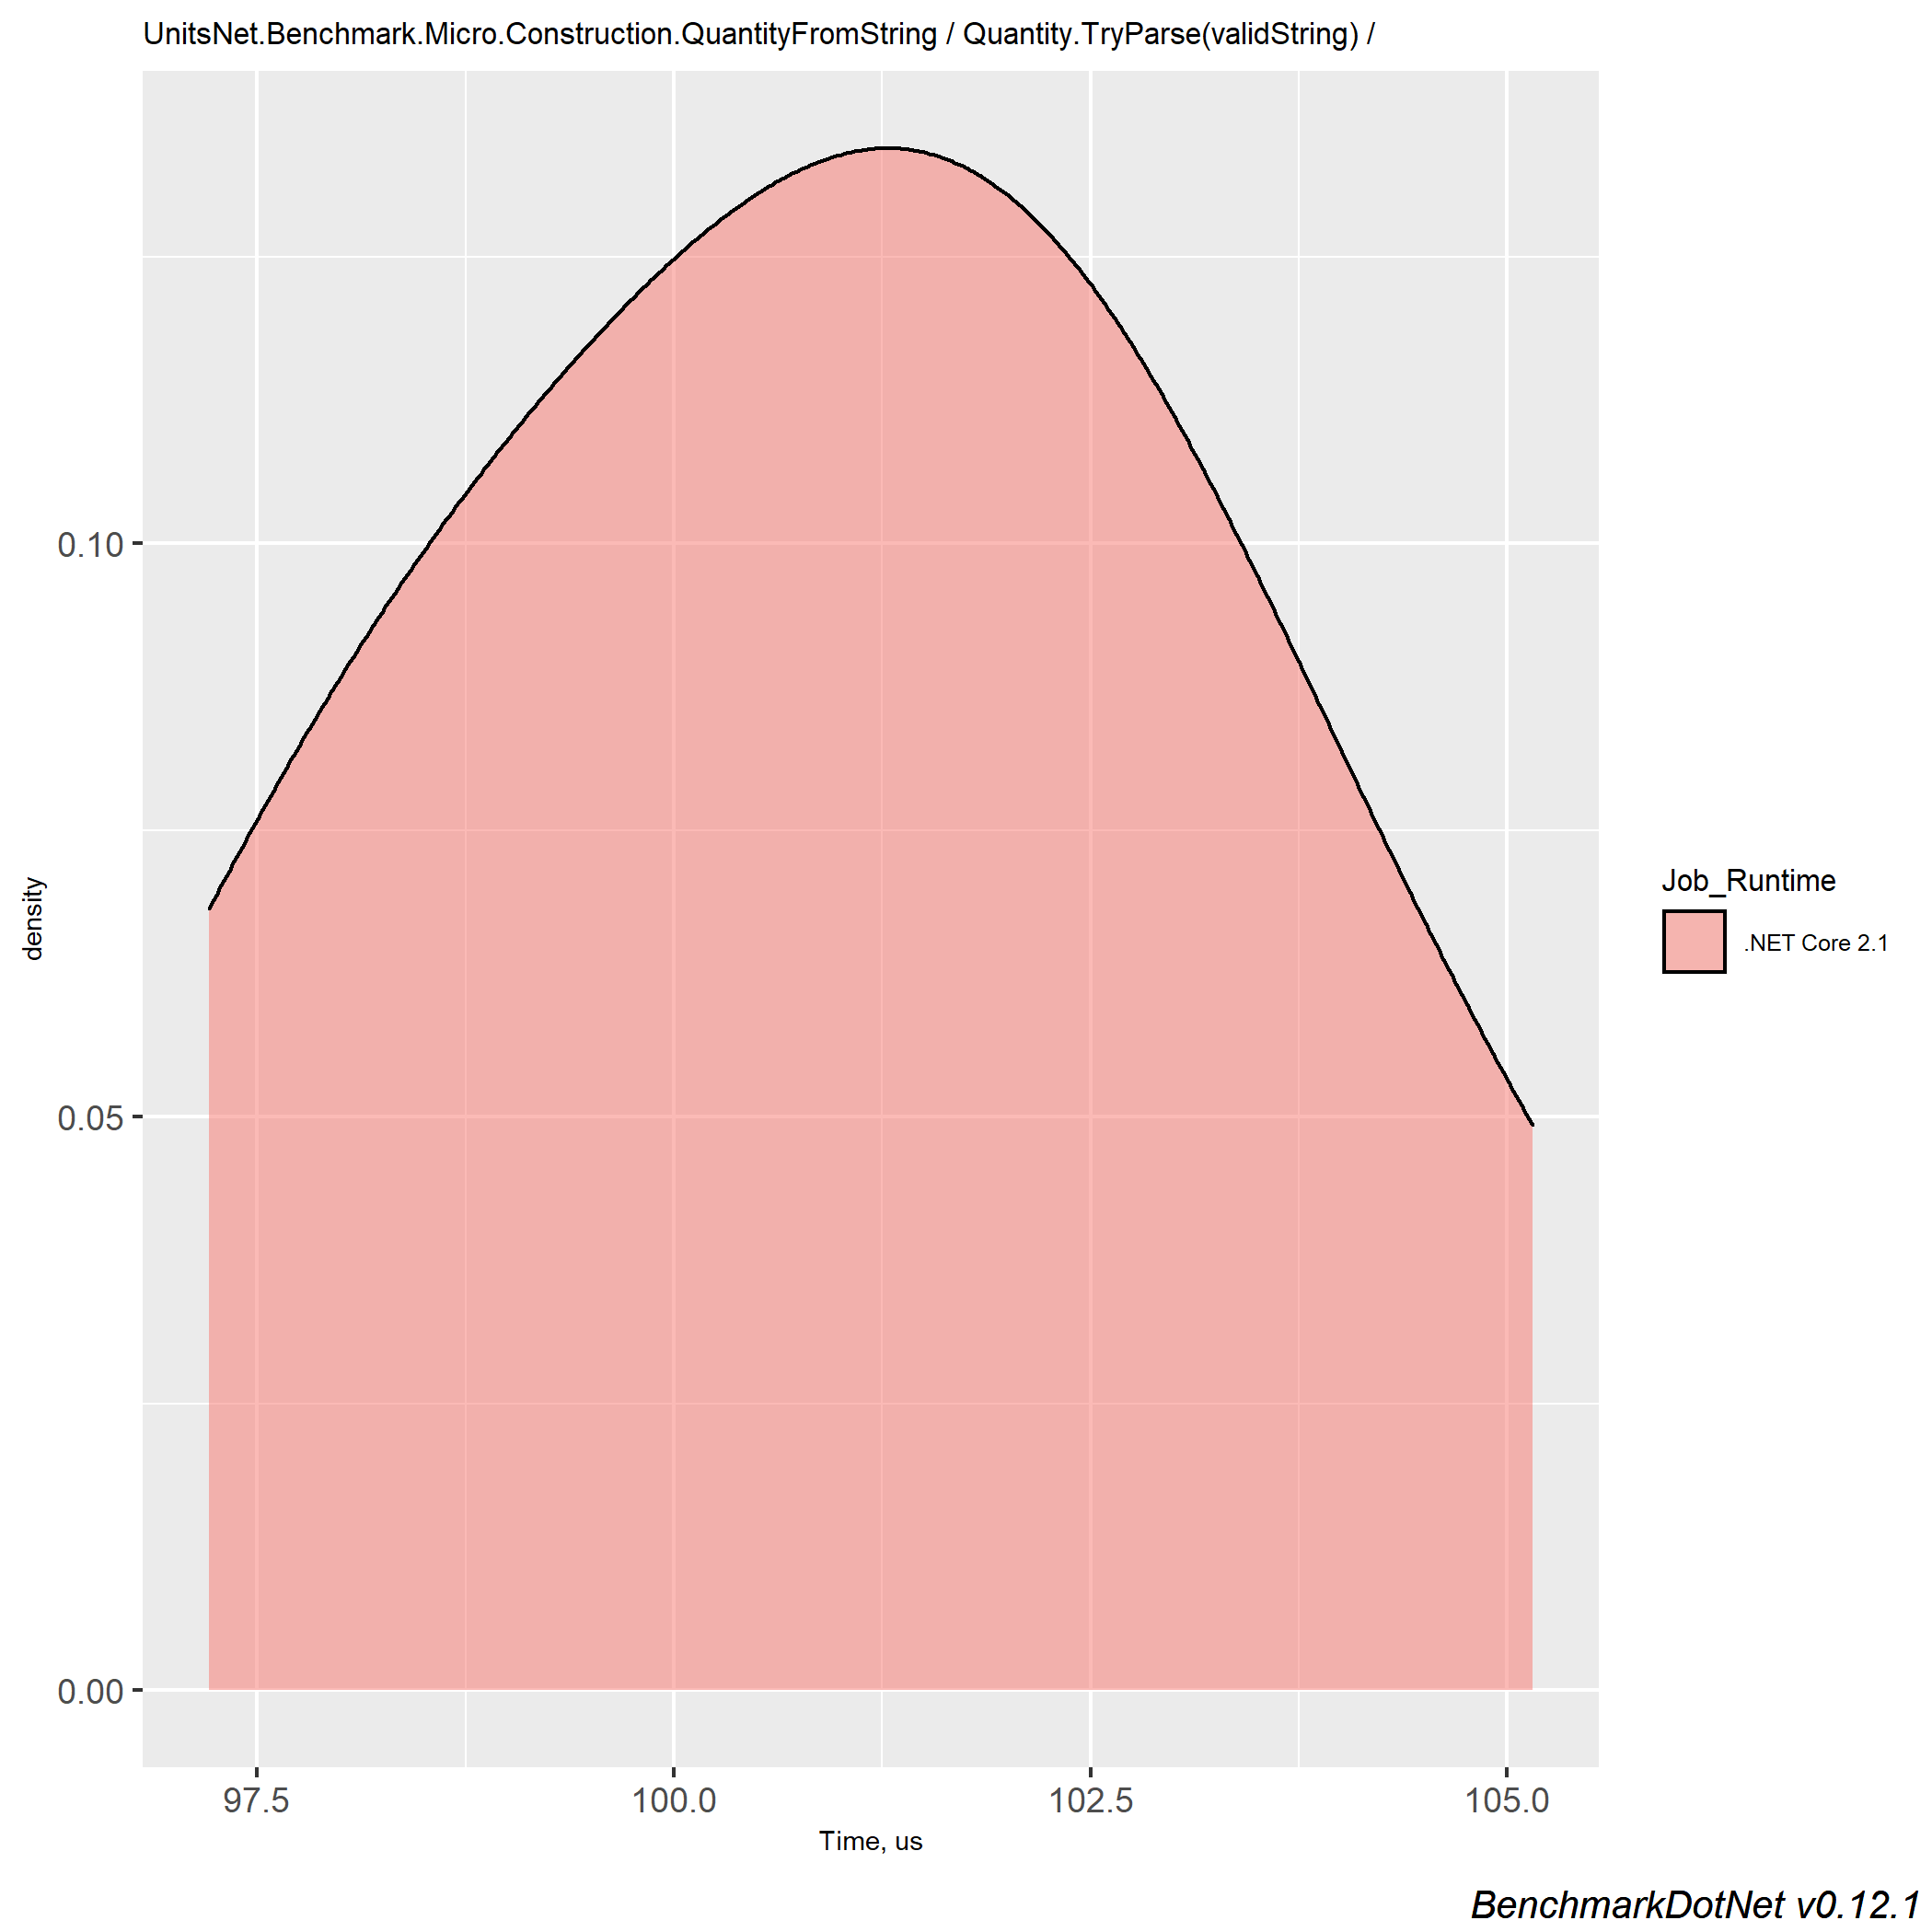 UnitsNet.Benchmark.Micro.Construction.QuantityFromString / Quantity.TryParse(validString) /
0.10
0.05
0.00
density
97.5 100.0 102.5 105.0
Time, us
Job_Runtime
.NET Core 2.1
BenchmarkDotNet v0.12.1